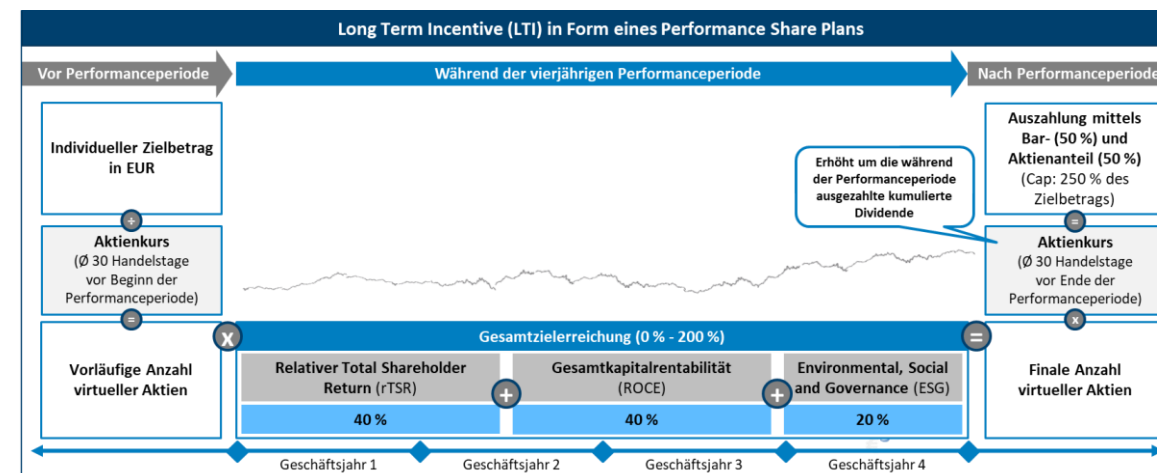 Long Term Incentive (LTI) in Form eines Performance Share Plans
Vor Performanceperiode
Während der vierjährigen Performanceperiode
Nach Performanceperiode
Individueller Zielbetrag
in EUR
÷
Aktienkurs
(Ø 30 Handelstage
vor Beginn der
Performanceperiode)
=
Vorläufige Anzahl
virtueller Aktien
x
Erhöht um die während
der Performanceperiode
ausgezahlte kumulierte
Dividende
Gesamtzielerreichung (0 % - 200 %)
Relativer Total Shareholder
Return (rTSR)
40 %
+
Gesamtkapitalrentabilität
(ROCE)
40 %
+
Environmental, Social
and Governance (ESG)
20 %
=
Auszahlung mittels
Bar- (50 %) und
Aktienanteil (50 %)
(Cap: 250 % des
Zielbetrags)
=
Aktienkurs
(Ø 30 Handelstage
vor Ende der
Performanceperiode)
x
Finale Anzahl
virtueller Aktien
Geschäftsjahr 1
Geschäftsjahr 2
Geschäftsjahr 3
Geschäftsjahr 4